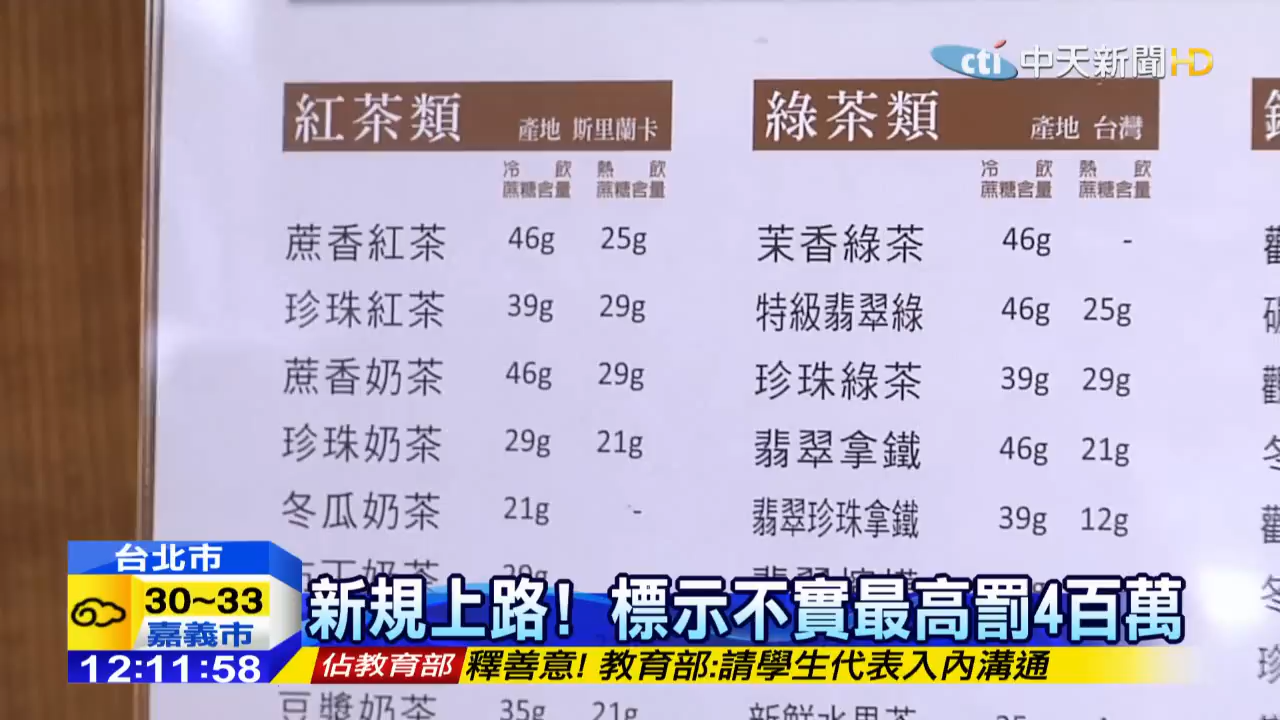 cti 中天新聞HD
紅茶類 產地 斯里蘭卡
冷飲蔗糖含量 熱飲蔗糖含量
蔗香紅茶 46g 25g
珍珠紅茶 39g 29g
蔗香奶茶 46g 29g
珍珠奶茶 29g 21g
冬瓜奶茶 21g -
豆漿奶茶 35g 21g
綠茶類 產地 台灣
冷飲蔗糖含量 熱飲蔗糖含量
茉香綠茶 46g -
特級翡翠綠 46g 25g
珍珠綠茶 39g 29g
翡翠拿鐵 46g 21g
翡翠珍珠拿鐵 39g 12g
新鮮水果茶
台北市
30~33
嘉義市
12:11:58
新規上路! 標示不實最高罰4百萬
佔教育部 釋善意! 教育部:請學生代表入內溝通